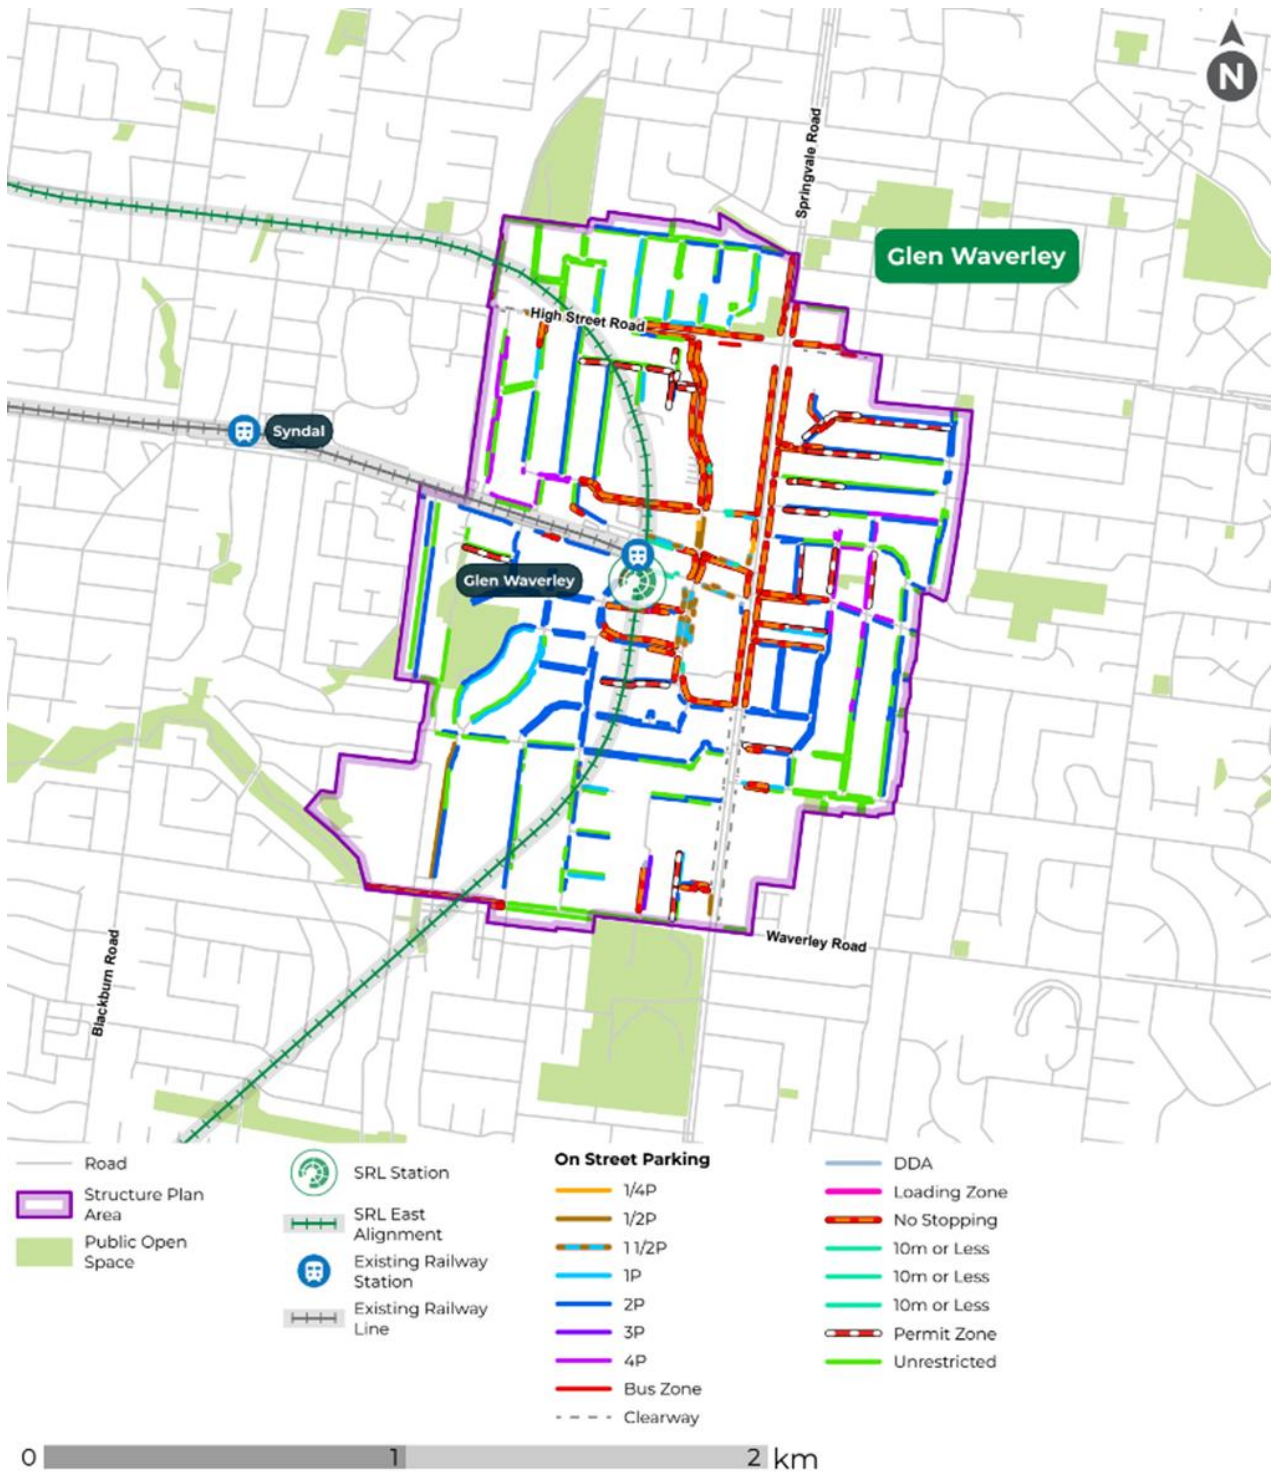 N
Springvale Road
Glen Waverley
High Street Road
Syndal
Glen Waverley
Waverley Road
Blackburn Road
Road
Structure Plan
Area
Public Open
Space
SRL Station
SRL East
Alignment
Existing Railway
Station
Existing Railway
Line
On Street Parking
1/4P
1/2P
1 1/2P
1P
2P
3P
4P
Bus Zone
Clearway
DDA
Loading Zone
No Stopping
10m or Less
10m or Less
10m or Less
Permit Zone
Unrestricted
0 1 2 km